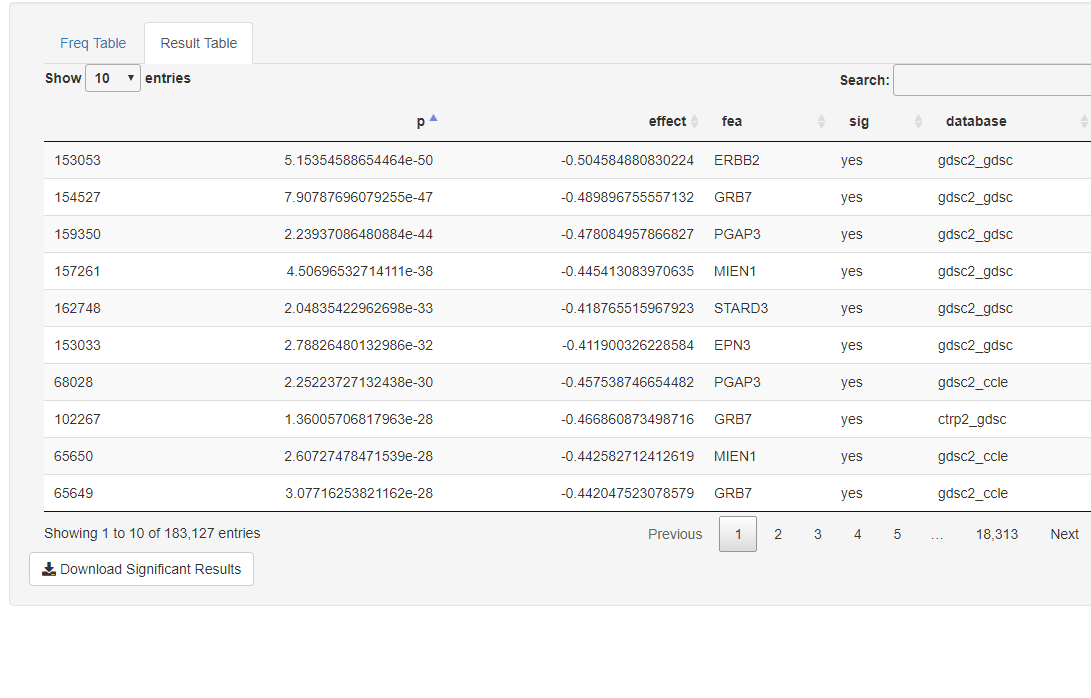 Freq Table Result Table
Show 10 entries Search:
p effect fea sig database
153053 5.15354588654464e-50 -0.504584880830224 ERBB2 yes gdsc2_gdsc
154527 7.90787696079255e-47 -0.489896755557132 GRB7 yes gdsc2_gdsc
159350 2.23937086480884e-44 -0.478084957866827 PGAP3 yes gdsc2_gdsc
157261 4.50696532714111e-38 -0.445413083970635 MIEN1 yes gdsc2_gdsc
162748 2.04835422962698e-33 -0.418765515967923 STARD3 yes gdsc2_gdsc
153033 2.78826480132986e-32 -0.411900326228584 EPN3 yes gdsc2_gdsc
68028 2.25223727132438e-30 -0.457538746654482 PGAP3 yes gdsc2_ccle
102267 1.36005706817963e-28 -0.466860873498716 GRB7 yes ctrp2_gdsc
65650 2.60727478471539e-28 -0.442582712412619 MIEN1 yes gdsc2_ccle
65649 3.07716253821162e-28 -0.442047523078579 GRB7 yes gdsc2_ccle
Showing 1 to 10 of 183,127 entries Previous 1 2 3 4 5 … 18,313 Next
Download Significant Results